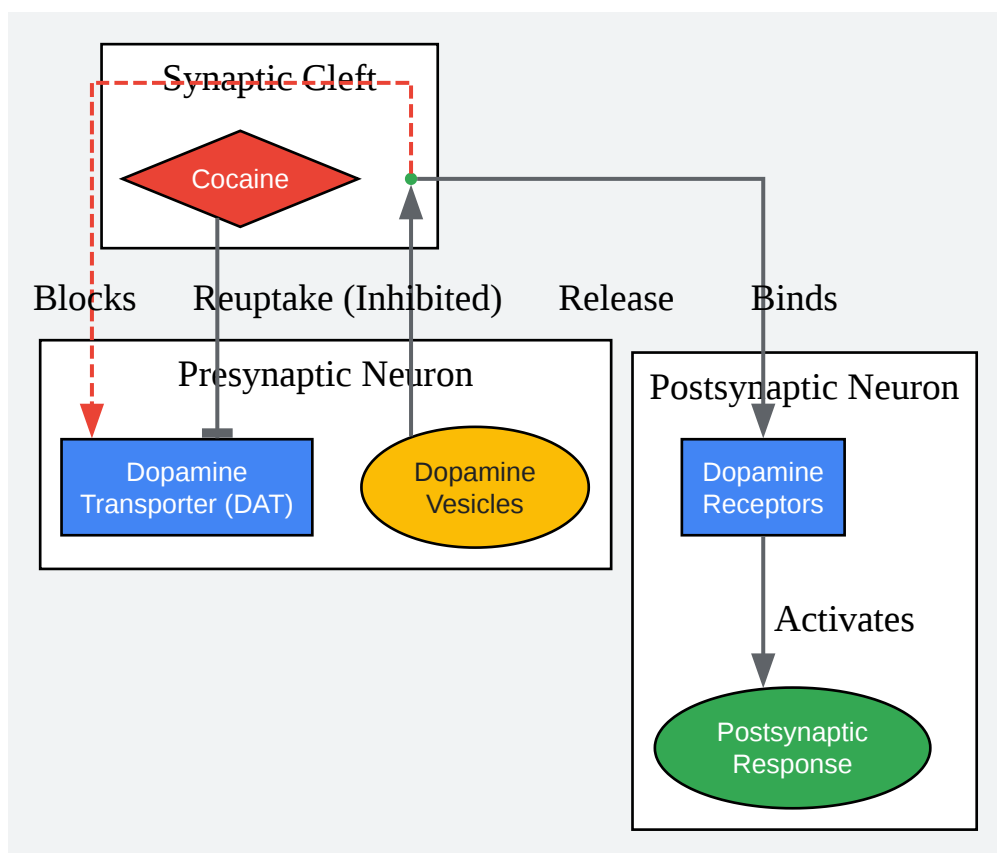 Synaptic Cleft
Cocaine
Blocks
Reuptake (Inhibited)
Release
Binds
Presynaptic Neuron
Postsynaptic Neuron
Dopamine
Transporter (DAT)
Dopamine
Vesicles
Dopamine
Receptors
Activates
Postsynaptic
Response